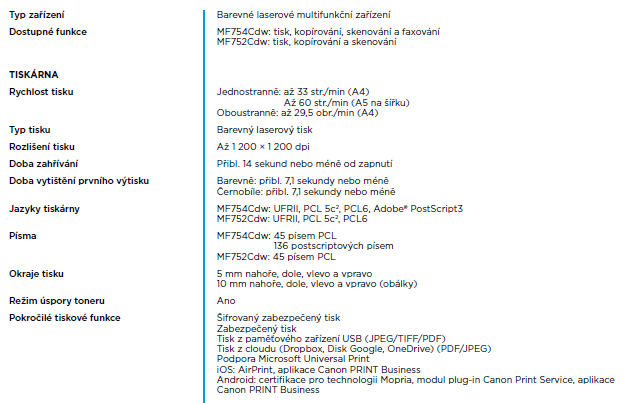 Typ zařízení Barevné laserové multifunkční zařízení
Dostupné funkce MF754Cdw: tisk, kopírování, skenování a faxování
MF752Cdw: tisk, kopírování a skenování
TISKÁRNA
Rychlost tisku Jednostranně: až 33 str./min (A4)
Až 60 str./min (A5 na šířku)
Oboustranně: až 29,5 obr./min (A4)
Typ tisku Barevný laserový tisk
Rozlišení tisku Až 1 200 × 1 200 dpi
Doba zahřívání Přibl. 14 sekund nebo méně od zapnutí
Doba vytištění prvního výtisku Barevně: přibl. 7,1 sekundy nebo méně
Černobíle: přibl. 7,1 sekundy nebo méně
Jazyky tiskárny MF754Cdw: UFRII, PCL 5c², PCL6, Adobe® PostScript3
MF752Cdw: UFRII, PCL 5c², PCL6
Písma MF754Cdw: 45 písem PCL
136 postscriptových písem
MF752Cdw: 45 písem PCL
Okraje tisku 5 mm nahoře, dole, vlevo a vpravo
10 mm nahoře, dole, vlevo a vpravo (obálky)
Režim úspory toneru Ano
Pokročilé tiskové funkce Šifrovaný zabezpečený tisk
Zabezpečený tisk
Tisk z paměťového zařízení USB (JPEG/TIFF/PDF)
Tisk z cloudu (Dropbox, Disk Google, OneDrive) (PDF/JPEG)
Podpora Microsoft Universal Print
iOS: AirPrint, aplikace Canon PRINT Business
Android: certifikace pro technologii Mopria, modul plug-in Canon Print Service, aplikace
Canon PRINT Business